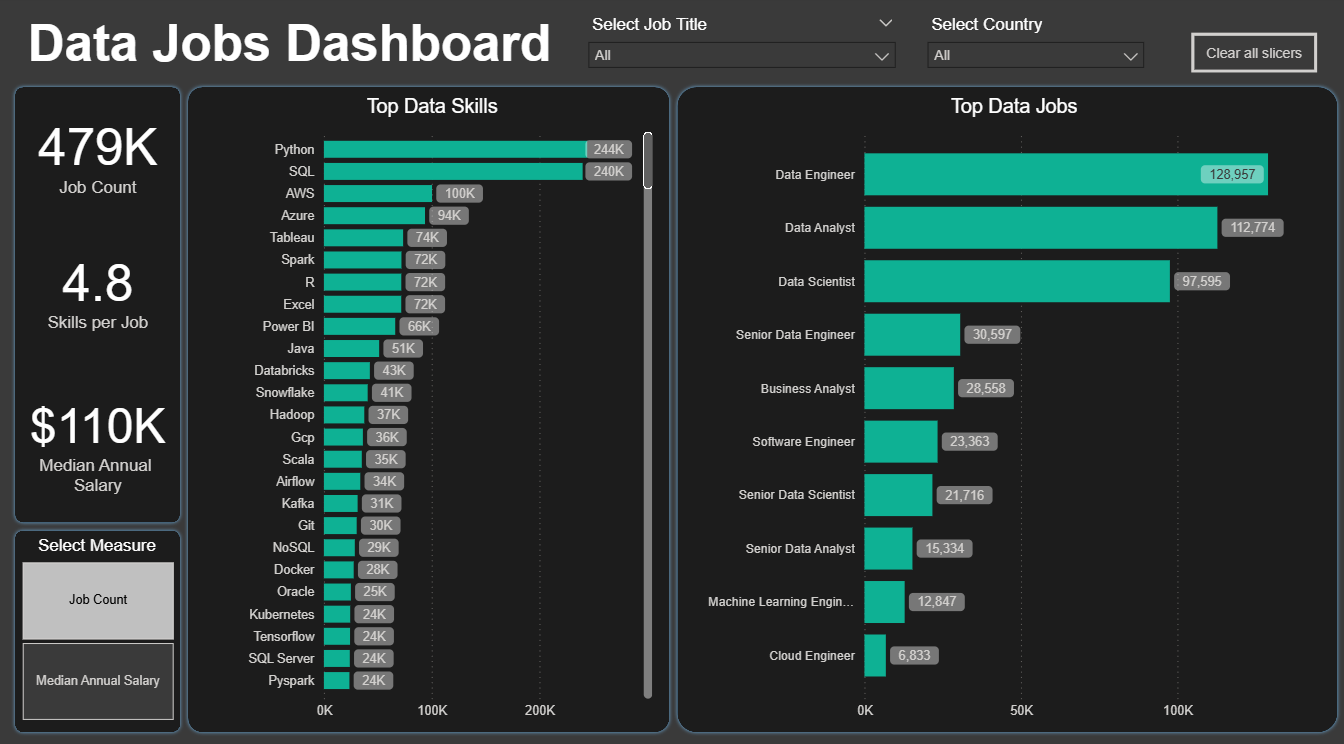 Data Jobs Dashboard
Select Job Title
All
Select Country
All
Clear all slicers
479K
Job Count
4.8
Skills per Job
$110K
Median Annual
Salary
Select Measure
Job Count
Median Annual Salary
Top Data Skills
Python 244K
SQL 240K
AWS 100K
Azure 94K
Tableau 74K
Spark 72K
R 72K
Excel 72K
Power BI 66K
Java 51K
Databricks 43K
Snowflake 41K
Hadoop 37K
Gcp 36K
Scala 35K
Airflow 34K
Kafka 31K
Git 30K
NoSQL 29K
Docker 28K
Oracle 25K
Kubernetes 24K
Tensorflow 24K
SQL Server 24K
Pyspark 24K
0K 100K 200K
Top Data Jobs
Data Engineer 128,957
Data Analyst 112,774
Data Scientist 97,595
Senior Data Engineer 30,597
Business Analyst 28,558
Software Engineer 23,363
Senior Data Scientist 21,716
Senior Data Analyst 15,334
Machine Learning Engin... 12,847
Cloud Engineer 6,833
0K 50K 100K